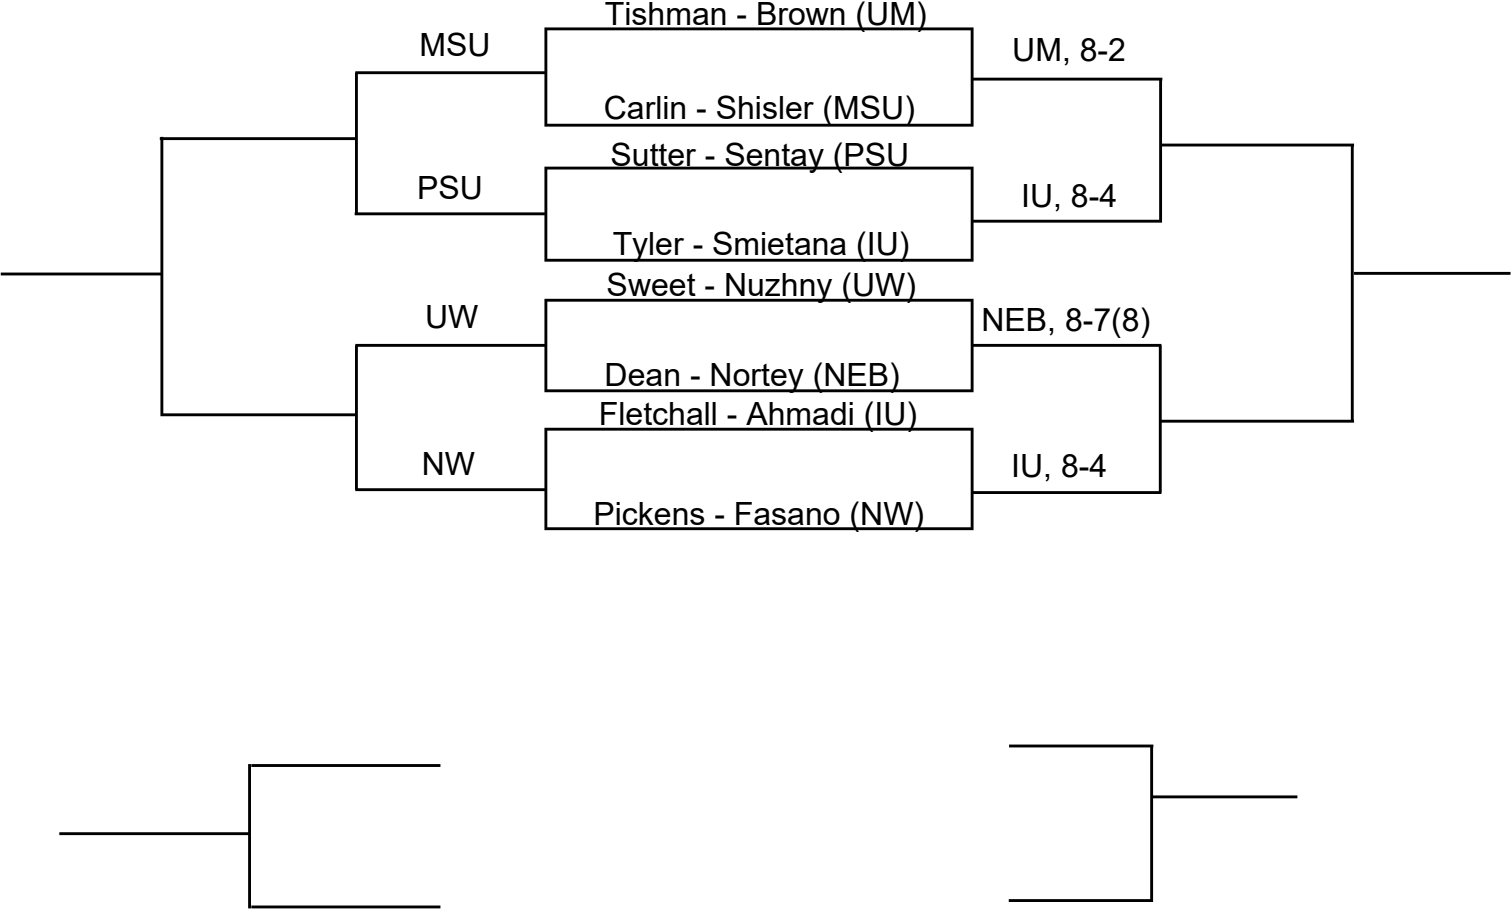 Tishman - Brown (UM)
MSU
UM, 8-2
Carlin - Shisler (MSU)
Sutter - Sentay (PSU
PSU
IU, 8-4
Tyler - Smietana (IU)
Sweet - Nuzhny (UW)
UW
NEB, 8-7(8)
Dean - Nortey (NEB)
Fletchall - Ahmadi (IU)
NW
IU, 8-4
Pickens - Fasano (NW)